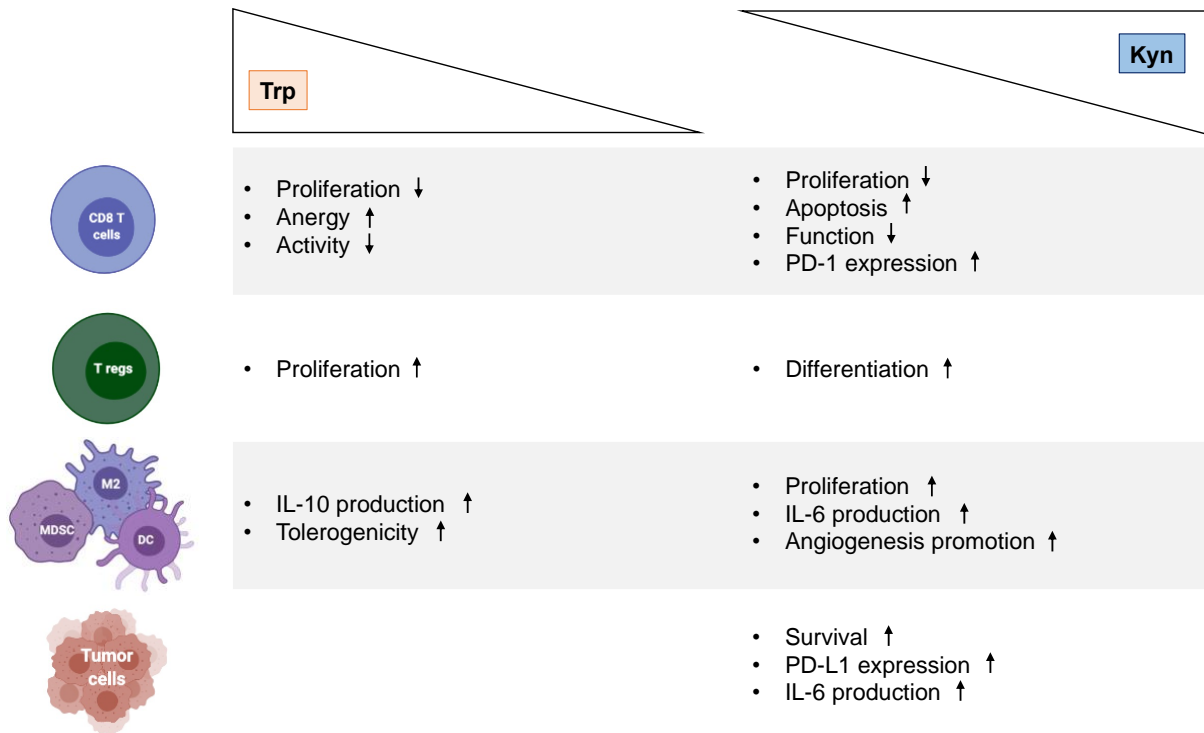 Trp
Kyn
CD8 T
cells
• Proliferation ↓
• Anergy ↑
• Activity ↓
• Proliferation ↓
• Apoptosis ↑
• Function ↓
• PD-1 expression ↑
T regs
• Proliferation ↑
• Differentiation ↑
M2
MDSC
DC
• IL-10 production ↑
• Tolerogenicity ↑
• Proliferation ↑
• IL-6 production ↑
• Angiogenesis promotion ↑
Tumor
cells
• Survival ↑
• PD-L1 expression ↑
• IL-6 production ↑